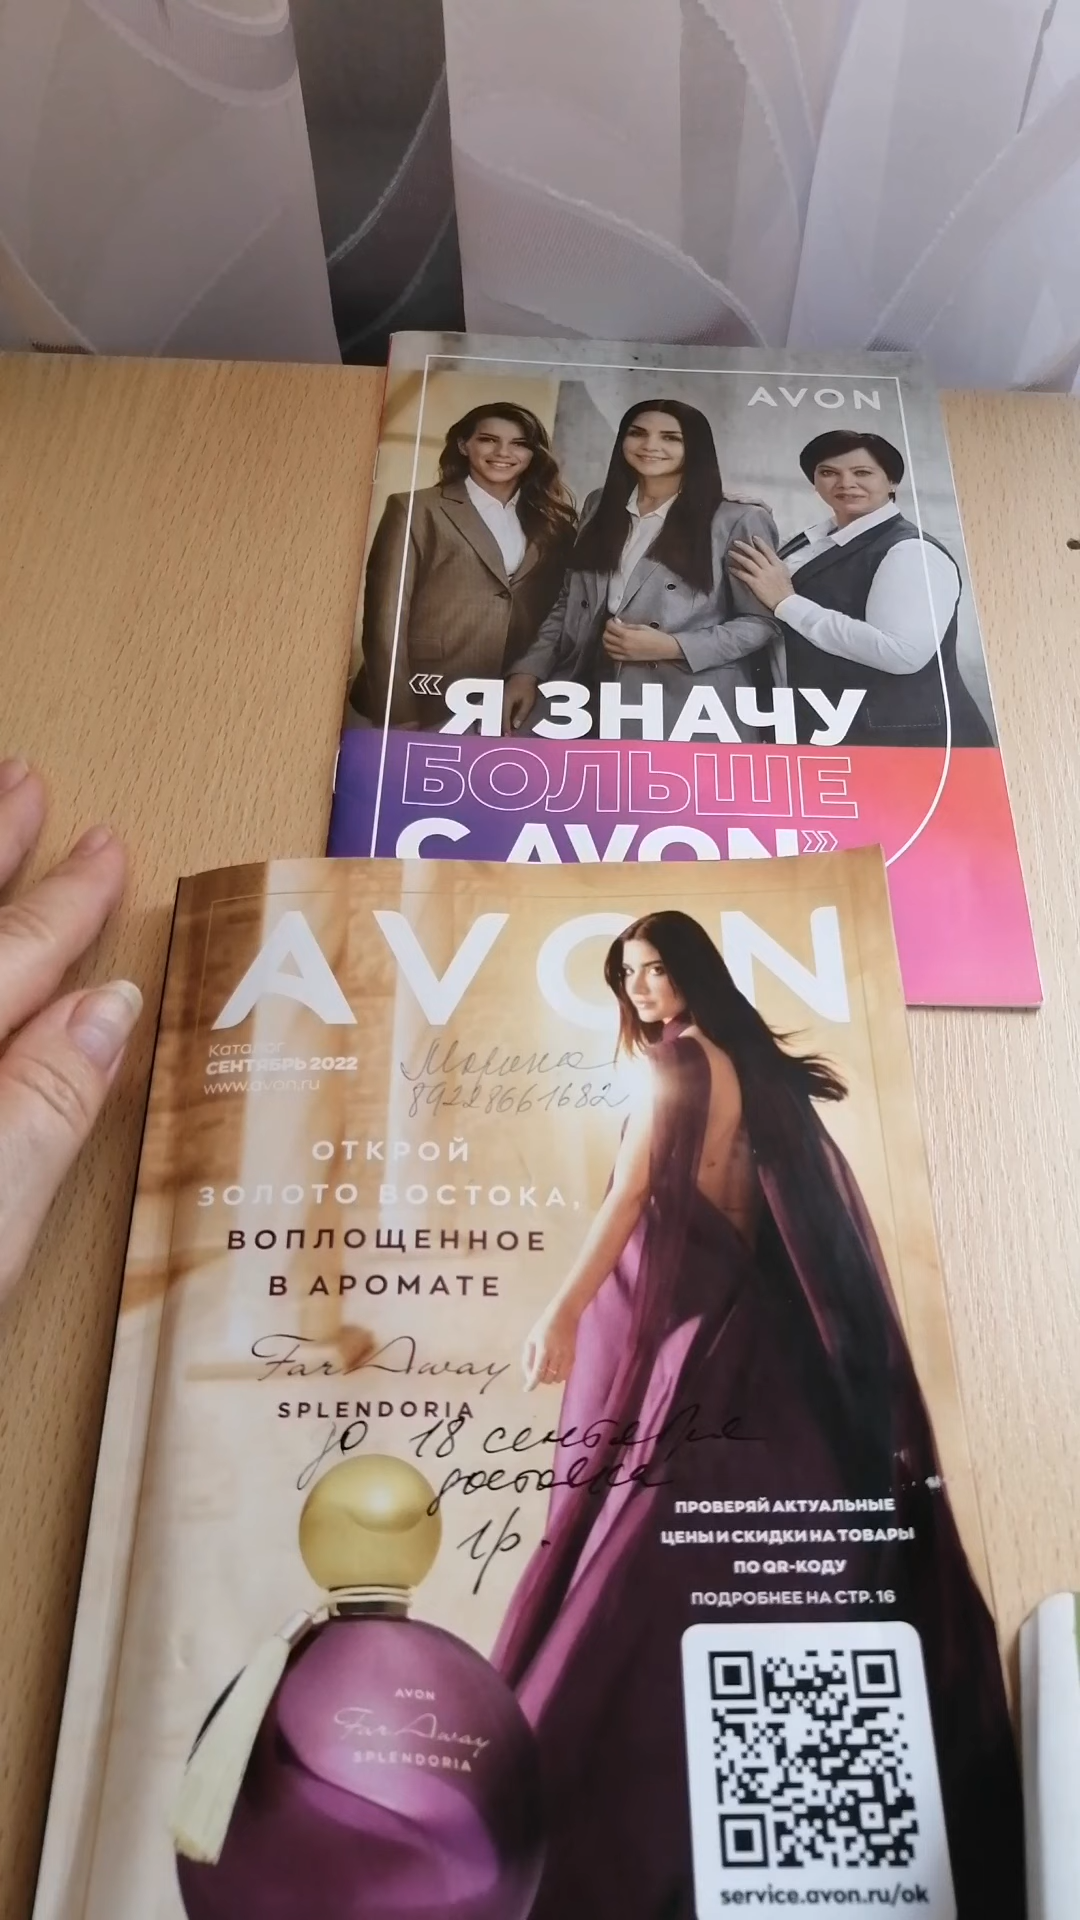 AVON
«Я ЗНАЧУ
БОЛЬШЕ
С AVON»
AVON
Каталог
СЕНТЯБРЬ 2022
www.avon.ru
Марина
89228661682
ОТКРОЙ
ЗОЛОТО ВОСТОКА,
ВОПЛОЩЕННОЕ
В АРОМАТЕ
Far Away
SPLENDORIA
до 18 сентября
доставка
1р.
ПРОВЕРЯЙ АКТУАЛЬНЫЕ
ЦЕНЫ И СКИДКИ НА ТОВАРЫ
ПО QR-КОДУ
ПОДРОБНЕЕ НА СТР. 16
AVON
Far Away
SPLENDORIA
service.avon.ru/ok